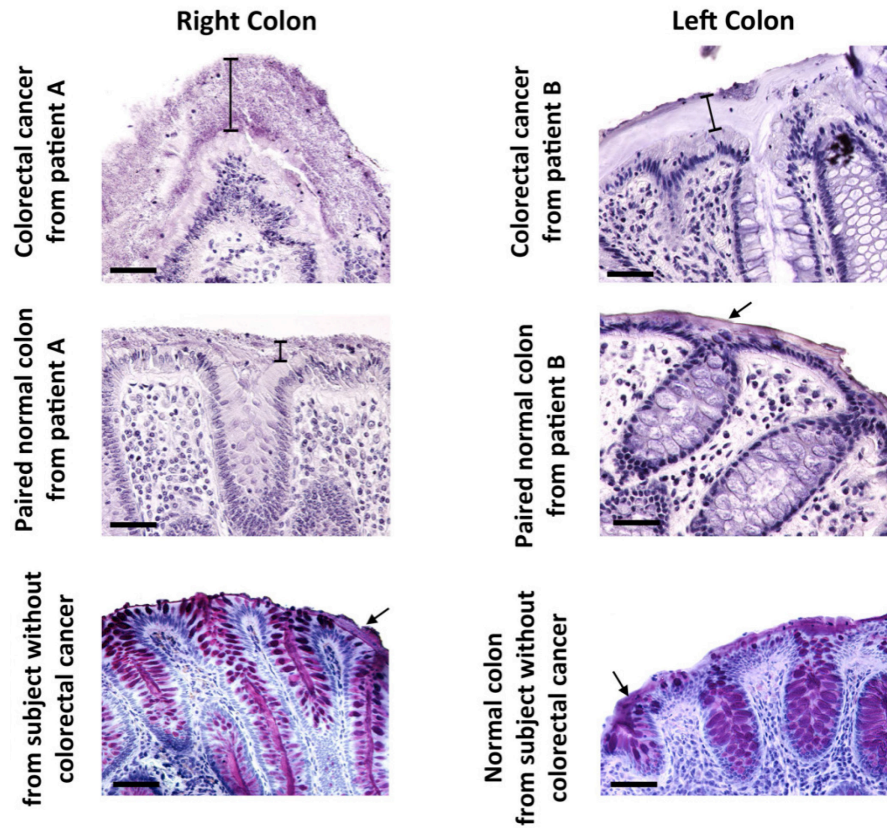 Right Colon
Left Colon
Colorectal cancer
from patient A
Colorectal cancer
from patient B
Paired normal colon
from patient A
Paired normal colon
from patient B
from subject without
colorectal cancer
Normal colon
from subject without
colorectal cancer